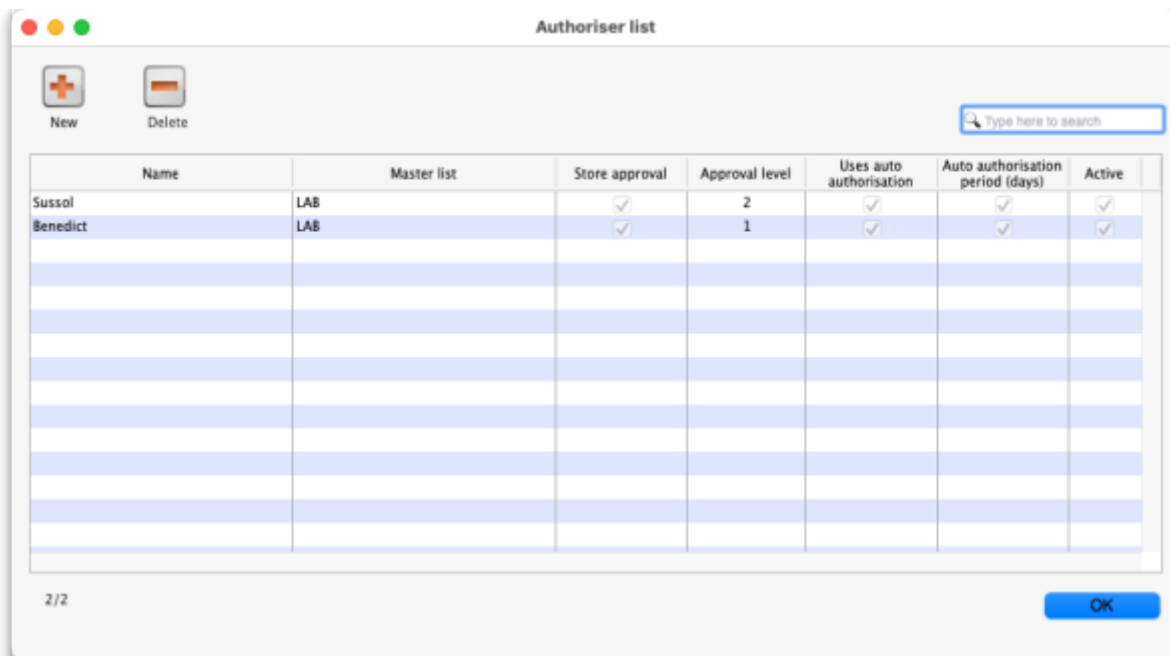 Authoriser list
New Delete
Type here to search
Name Master list Store approval Approval level Uses auto authorisation Auto authorisation period (days) Active
Sussol LAB 2
Benedict LAB 1
2/2
OK